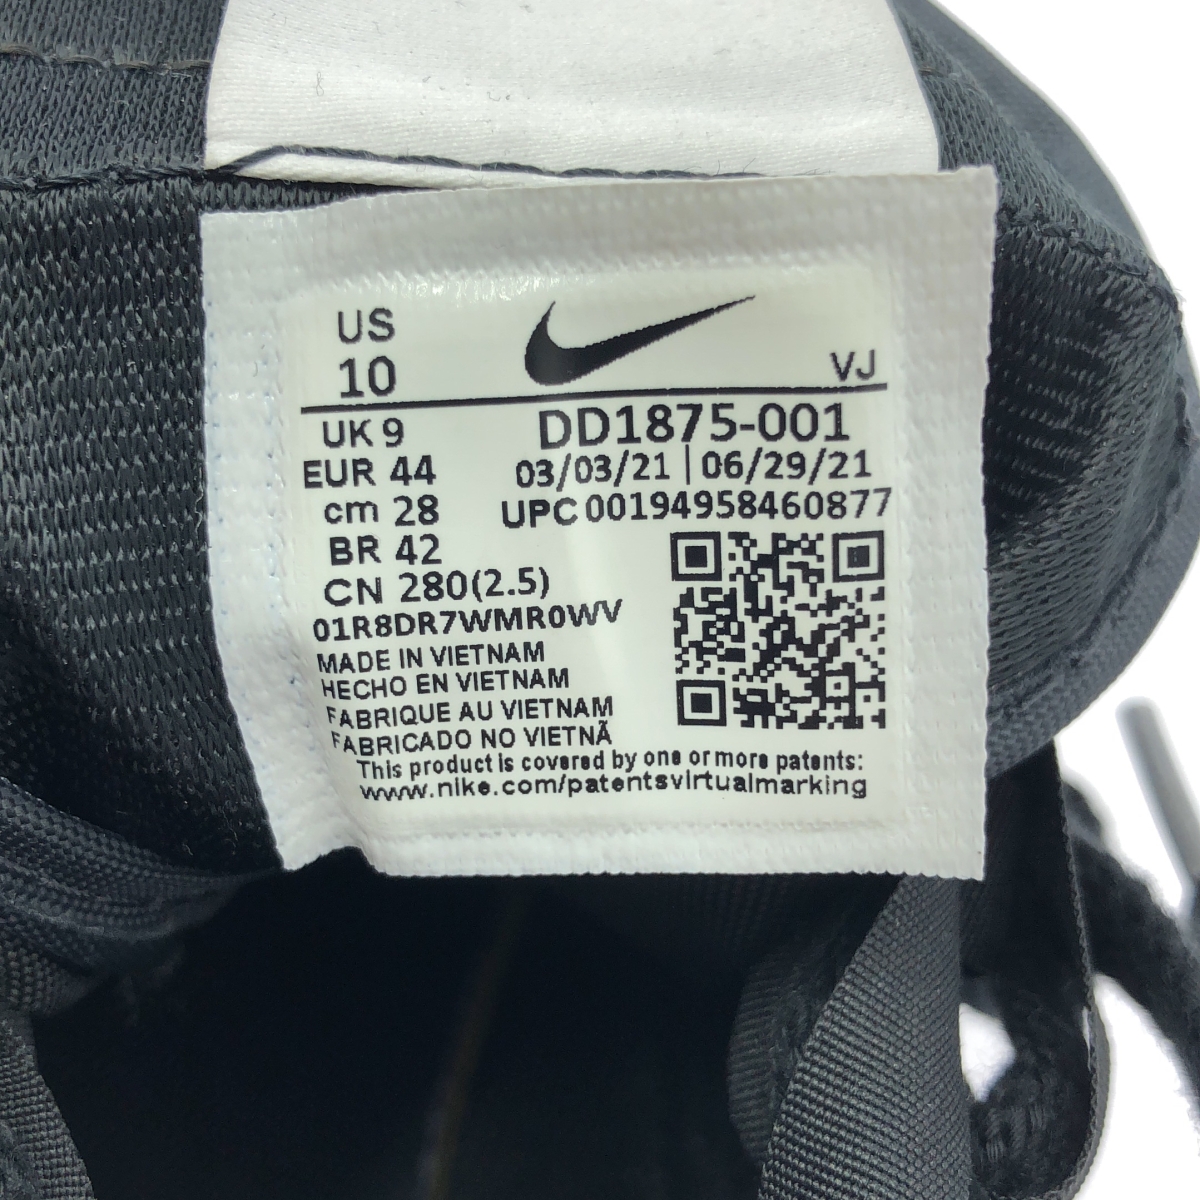 US
10
VJ
UK 9
DD1875-001
EUR 44
03/03/21 | 06/29/21
cm 28
UPC 00194958460877
BR 42
CN 280(2.5)
01R8DR7WMR0WV
MADE IN VIETNAM
HECHO EN VIETNAM
FABRIQUE AU VIETNAM
FABRICADO NO VIETNÃ
This product is covered by one or more patents:
www.nike.com/patentsvirtualmarking